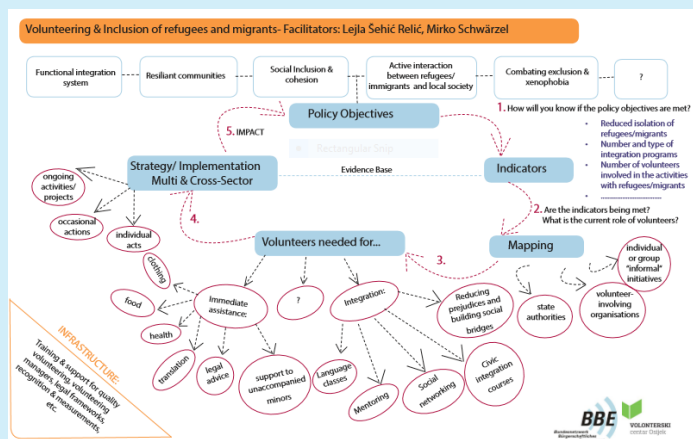 Volunteering & Inclusion of refugees and migrants- Facilitators: Lejla Šehić Relić, Mirko Schwärzel
Functional integration
system
Resiliant communities
Social Inclusion &
cohesion
Active interaction
between refugees/
immigrants and local society
Combating exclusion &
xenophobia
?
Policy Objectives
1. How will you know if the policy objectives are met?
• Reduced isolation of
refugees/migrants
• Number and type of
integration programs
• Number of volunteers
involved in the activities
with refugees/migrants
• ............................
5. IMPACT
Rectangular Snip
Strategy/ Implementation
Multi & Cross-Sector
Evidence Base
Indicators
2. Are the indicators being met?
What is the current role of volunteers?
ongoing
activities/
projects
occasional
actions
individual
acts
4.
Volunteers needed for...
3.
Mapping
individual
or group
"informal"
initiatives
volunteer-
involving
organisations
state
authorities
clothing
food
health
translation
Immediate
assistance:
legal
advice
support to
unaccompanied
minors
?
Integration:
Language
classes
Mentoring
Social
networking
Civic
integration
courses
Reducing
prejudices and
building social
bridges
INFRASTRUCTURE:
Training & support for quality
volunteering, volunteering
managers, legal frameworks,
recognition & measurements,
etc.
BBE
Bundesnetzwerk
Bürgerschaftliches
VOLONTERSKI
centar Osijek